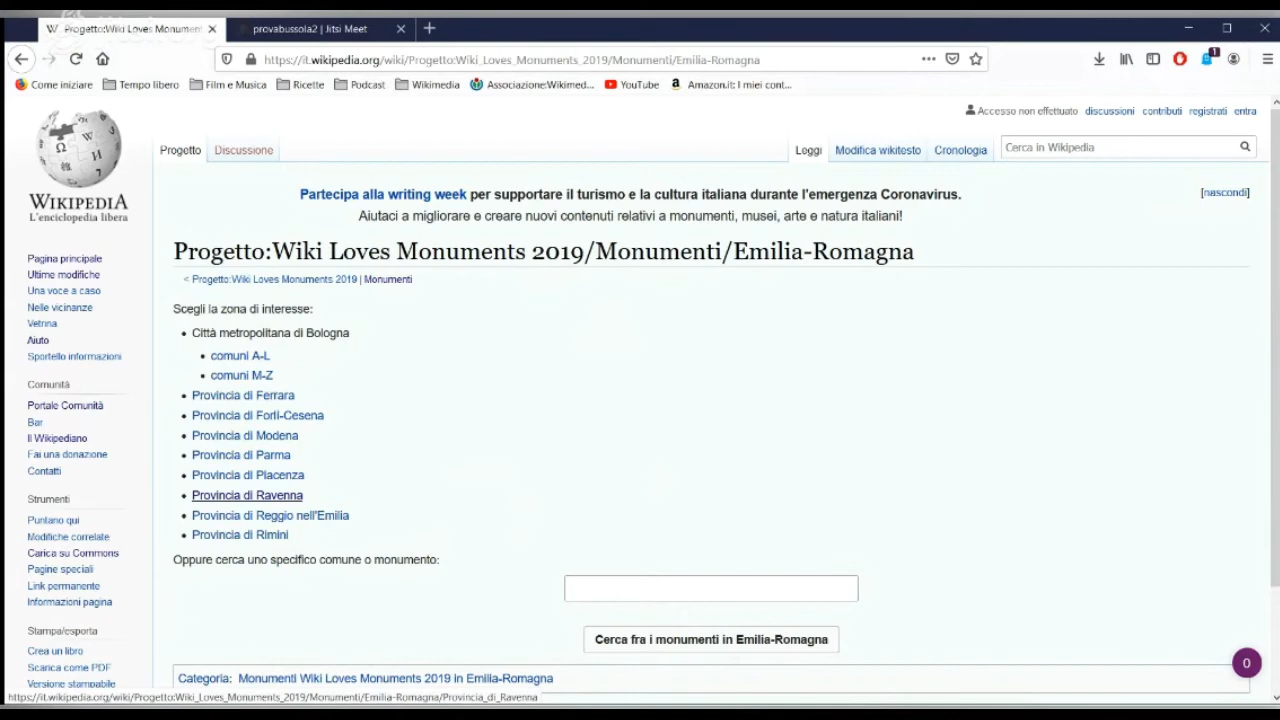 Progetto:Wiki Loves Monument
provabussola2 | Jitsi Meet
https://it.wikipedia.org/wiki/Progetto:Wiki_Loves_Monuments_2019/Monumenti/Emilia-Romagna
1
Come iniziare Tempo libero Film e Musica Ricette Podcast Wikimedia Associazione:Wikimed... YouTube Amazon.it: I miei cont...
Accesso non effettuato discussioni contributi registrati entra
Progetto Discussione Leggi Modifica wikitesto Cronologia Cerca in Wikipedia
WIKIPEDIA
L'enciclopedia libera
Partecipa alla writing week per supportare il turismo e la cultura italiana durante l'emergenza Coronavirus. [nascondi]
Aiutaci a migliorare e creare nuovi contenuti relativi a monumenti, musei, arte e natura italiani!
Progetto:Wiki Loves Monuments 2019/Monumenti/Emilia-Romagna
< Progetto:Wiki Loves Monuments 2019 | Monumenti
Scegli la zona di interesse:
Città metropolitana di Bologna
comuni A-L
comuni M-Z
Provincia di Ferrara
Provincia di Forlì-Cesena
Provincia di Modena
Provincia di Parma
Provincia di Piacenza
Provincia di Ravenna
Provincia di Reggio nell'Emilia
Provincia di Rimini
Oppure cerca uno specifico comune o monumento:
Cerca fra i monumenti in Emilia-Romagna
Categoria: Monumenti Wiki Loves Monuments 2019 in Emilia-Romagna
Pagina principale
Ultime modifiche
Una voce a caso
Nelle vicinanze
Vetrina
Aiuto
Sportello informazioni
Comunità
Portale Comunità
Bar
Il Wikipediano
Fai una donazione
Contatti
Strumenti
Puntano qui
Modifiche correlate
Carica su Commons
Pagine speciali
Link permanente
Informazioni pagina
Stampa/esporta
Crea un libro
Scarica come PDF
Versione stampabile
0
https://it.wikipedia.org/wiki/Progetto:Wiki_Loves_Monuments_2019/Monumenti/Emilia-Romagna/Provincia_di_Ravenna